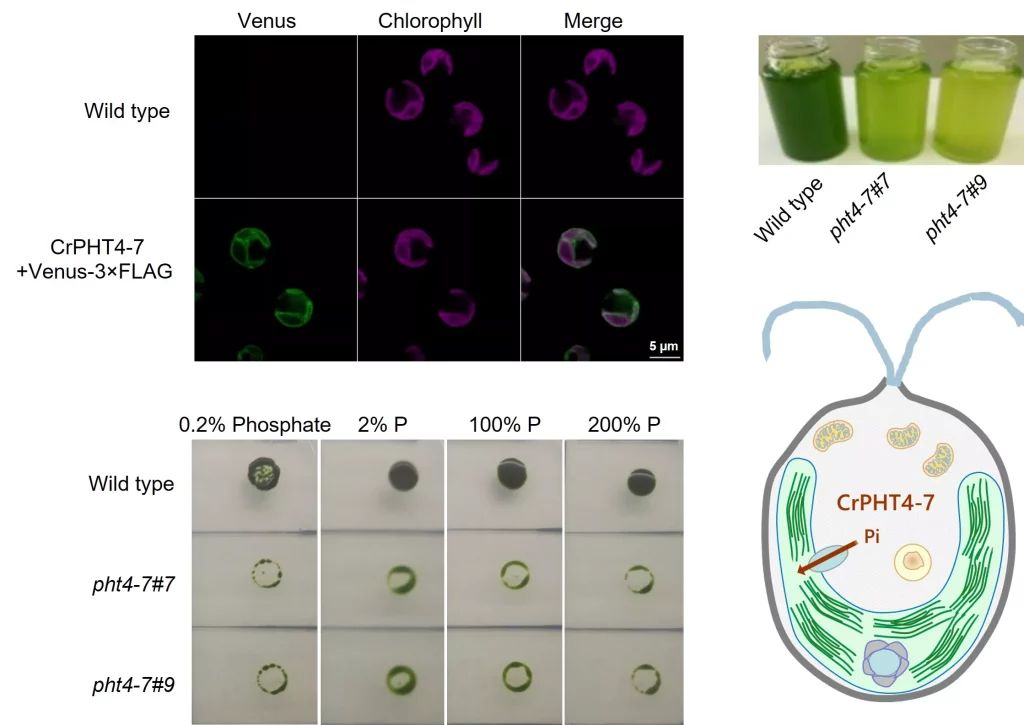 Venus Chlorophyll Merge
Wild type
CrPHT4-7
+Venus-3×FLAG
5 µm
Wild type
pht4-7#7
pht4-7#9
0.2% Phosphate 2% P 100% P 200% P
Wild type
pht4-7#7
pht4-7#9
CrPHT4-7
Pi